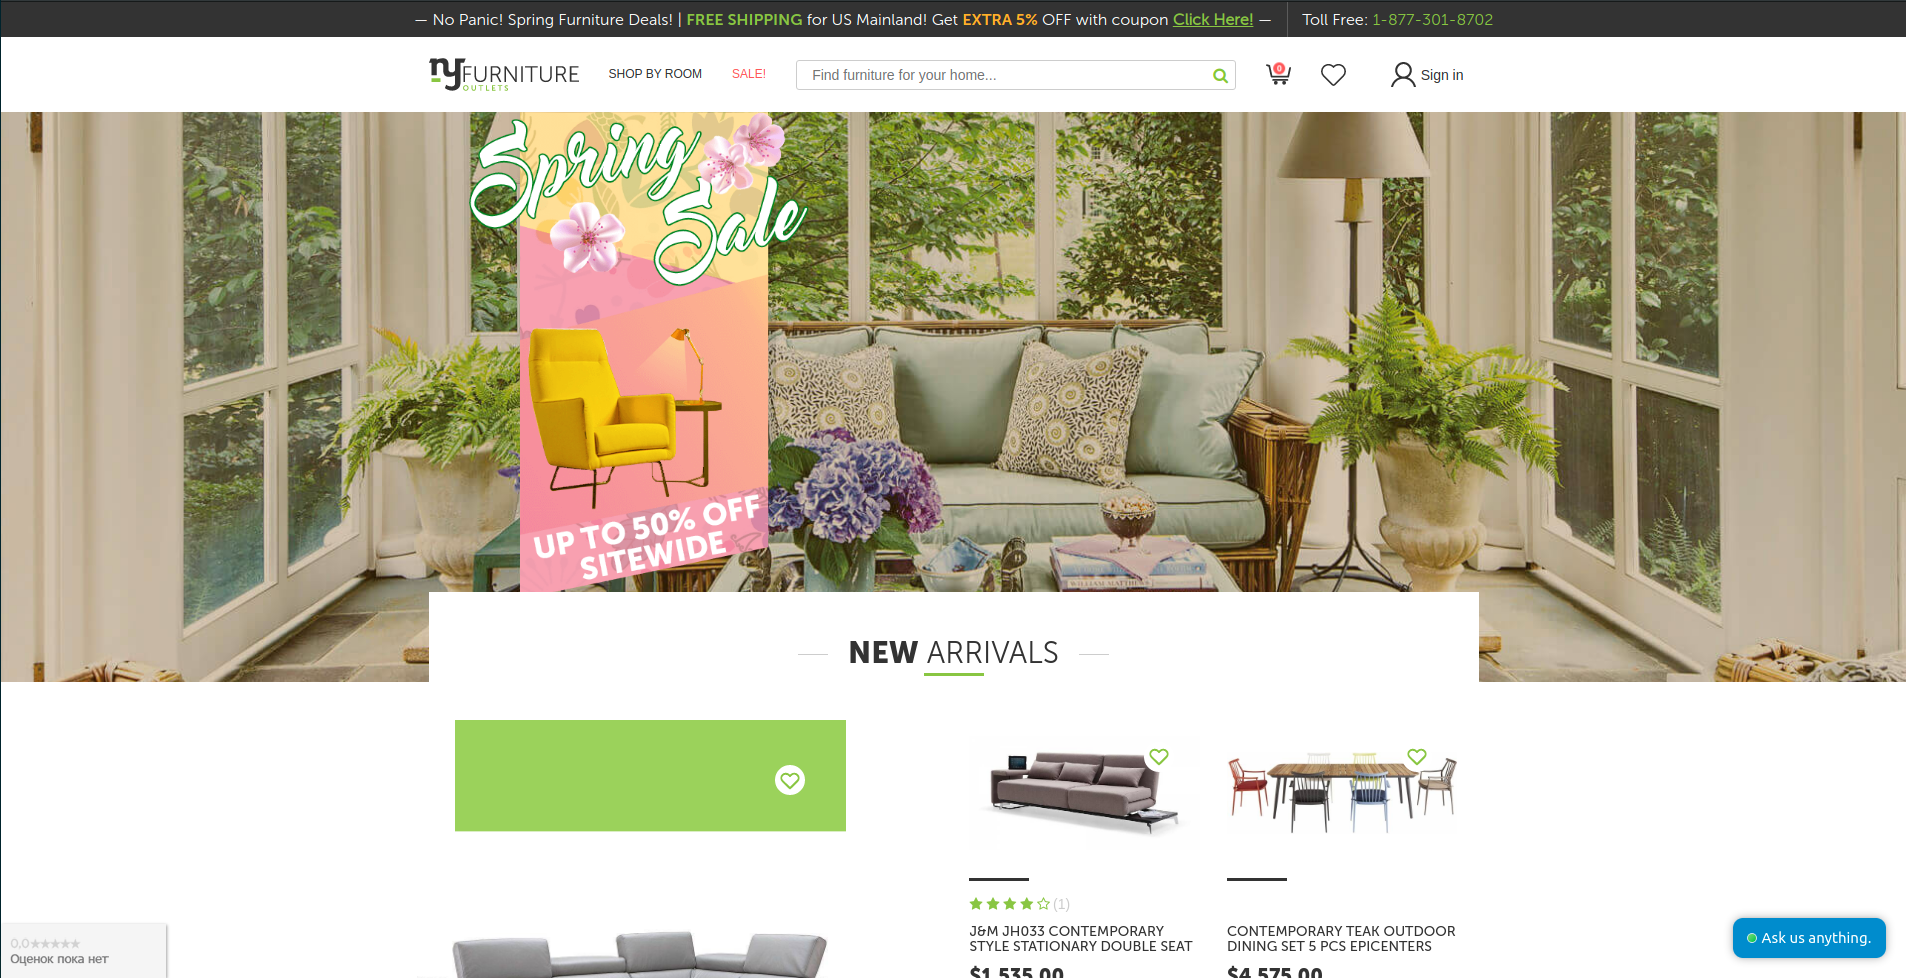 — No Panic! Spring Furniture Deals! | FREE SHIPPING for US Mainland! Get EXTRA 5% OFF with coupon Click Here! —
Toll Free: 1-877-301-8702
nyFURNITURE
OUTLETS
SHOP BY ROOM
SALE!
Find furniture for your home...
0
Sign in
Spring
Sale
UP TO 50% OFF
SITEWIDE
WILLIAM MATTHEWS
NEW ARRIVALS
(1)
J&M JH033 CONTEMPORARY
STYLE STATIONARY DOUBLE SEAT
$1,535.00
CONTEMPORARY TEAK OUTDOOR
DINING SET 5 PCS EPICENTERS
$4,575.00
0,0
Оценок пока нет
Ask us anything.